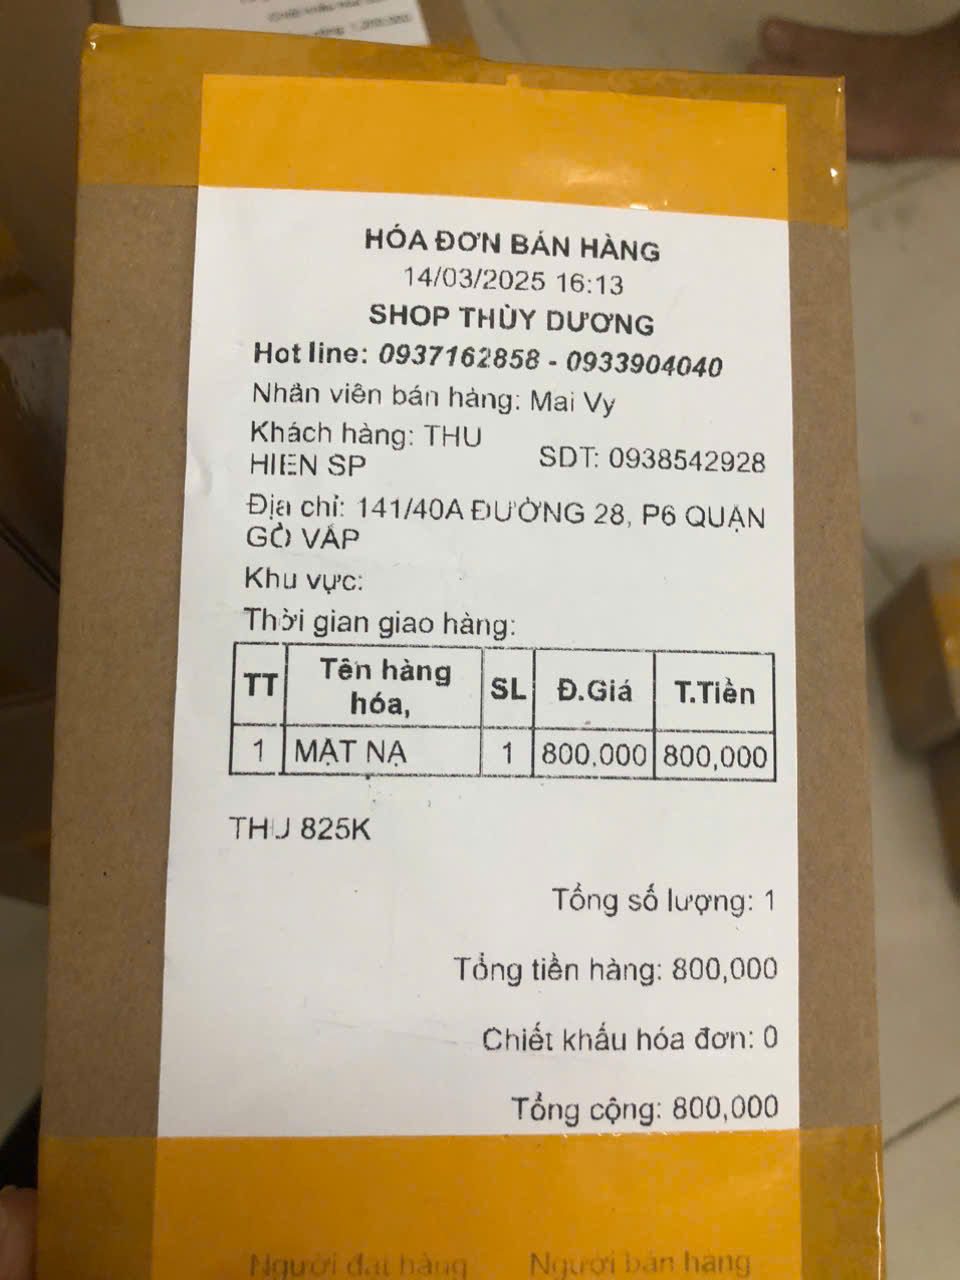 HÓA ĐƠN BÁN HÀNG
14/03/2025 16:13
SHOP THÙY DƯƠNG
Hot line: 0937162858 - 0933904040
Nhân viên bán hàng: Mai Vy
Khách hàng: THU HIEN SP
SDT: 0938542928
Địa chỉ: 141/40A ĐƯỜNG 28, P6 QUẬN
GÒ VẤP
Khu vực:
Thời gian giao hàng:
TT Tên hàng hóa, SL Đ.Giá T.Tiền
1 MẶT NẠ 1 800,000 800,000
THU 825K
Tổng số lượng: 1
Tổng tiền hàng: 800,000
Chiết khấu hóa đơn: 0
Tổng cộng: 800,000
Người đặt hàng Người bán hàng